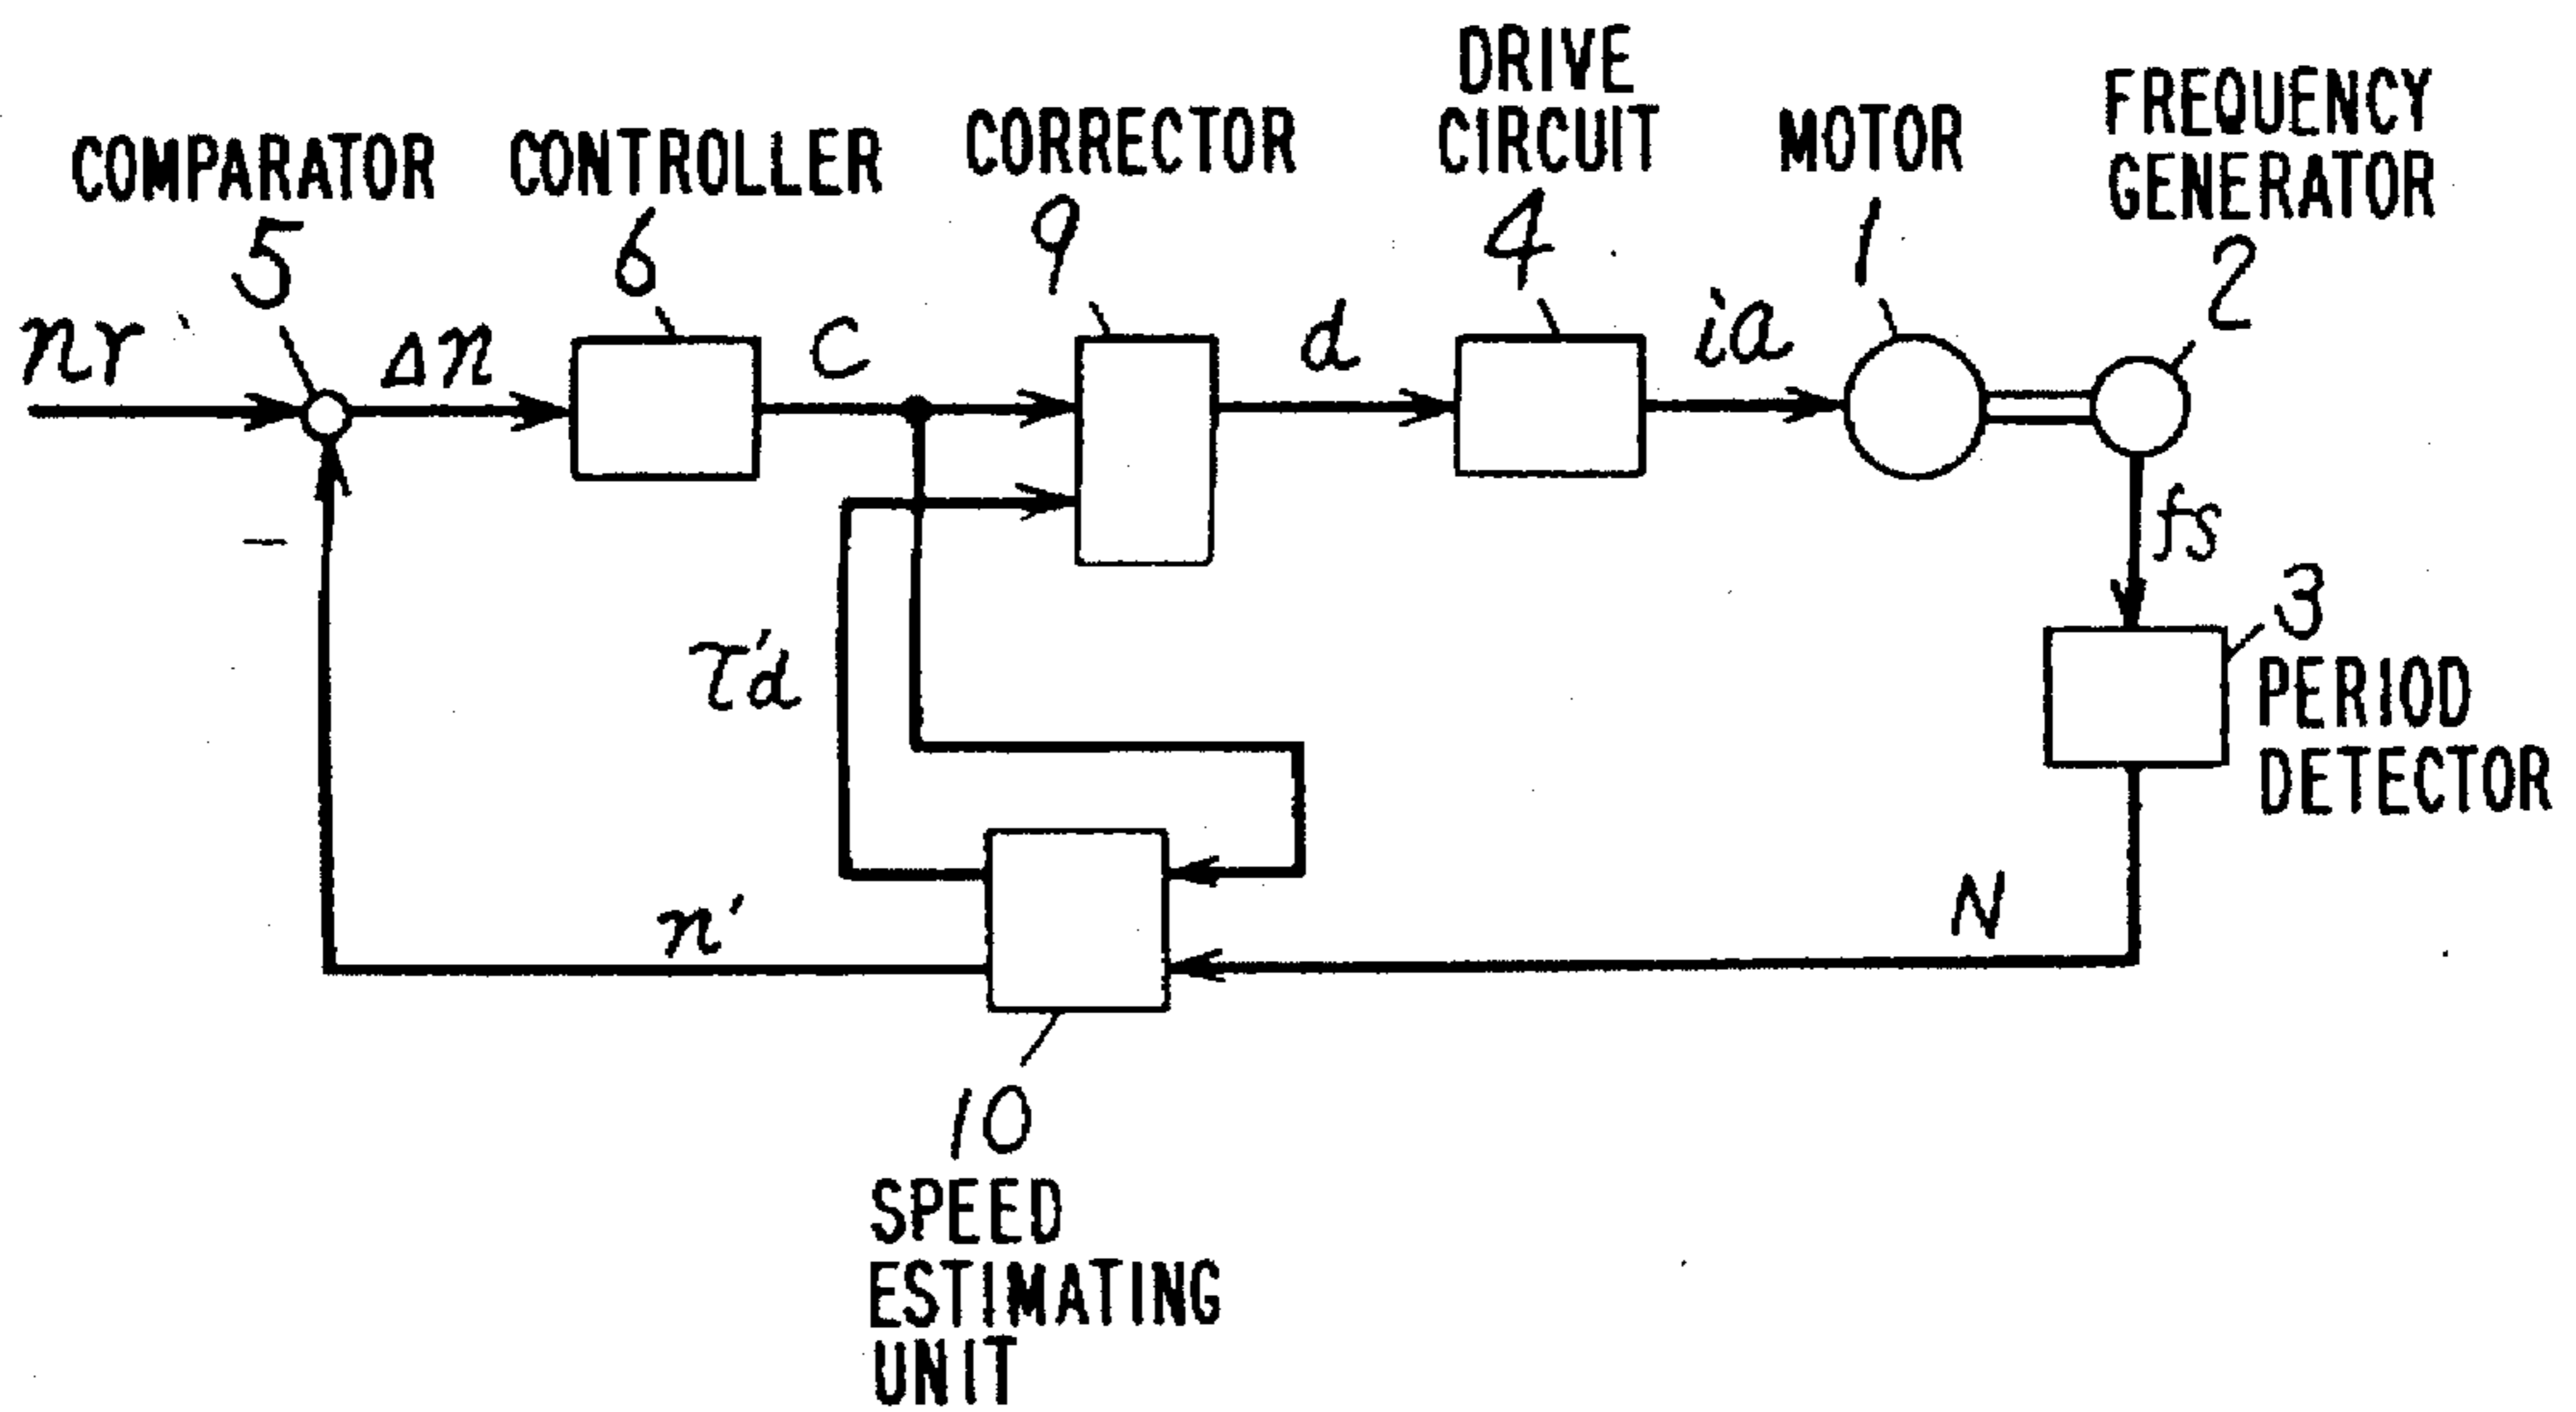 COMPARATOR
5
CONTROLLER
6
CORRECTOR
9
DRIVE
CIRCUIT
4
MOTOR
1
FREQUENCY
GENERATOR
2
nr
Δn
C
d
ia
fs
3
PERIOD
DETECTOR
−
τ'd
n'
N
10
SPEED
ESTIMATING
UNIT